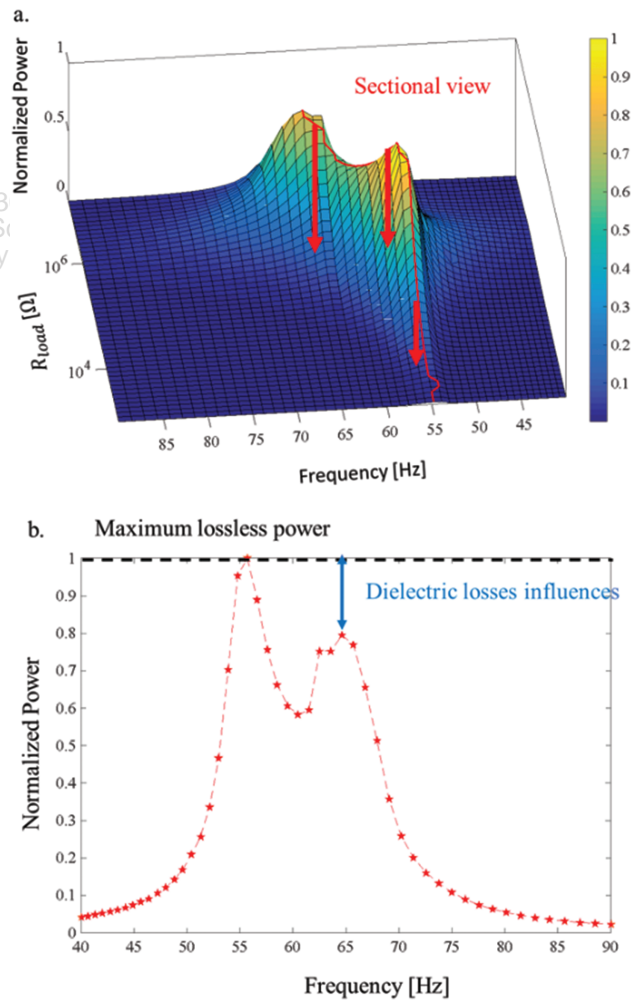 a.
Normalized Power
1
0.5
0
Sectional view
10⁶
10⁴
R_load [Ω]
85 80 75 70 65 60 55 50 45
Frequency [Hz]
1
0.9
0.8
0.7
0.6
0.5
0.4
0.3
0.2
0.1
b.
Maximum lossless power
Dielectric losses influences
Normalized Power
1
0.9
0.8
0.7
0.6
0.5
0.4
0.3
0.2
0.1
0
40 45 50 55 60 65 70 75 80 85 90
Frequency [Hz]